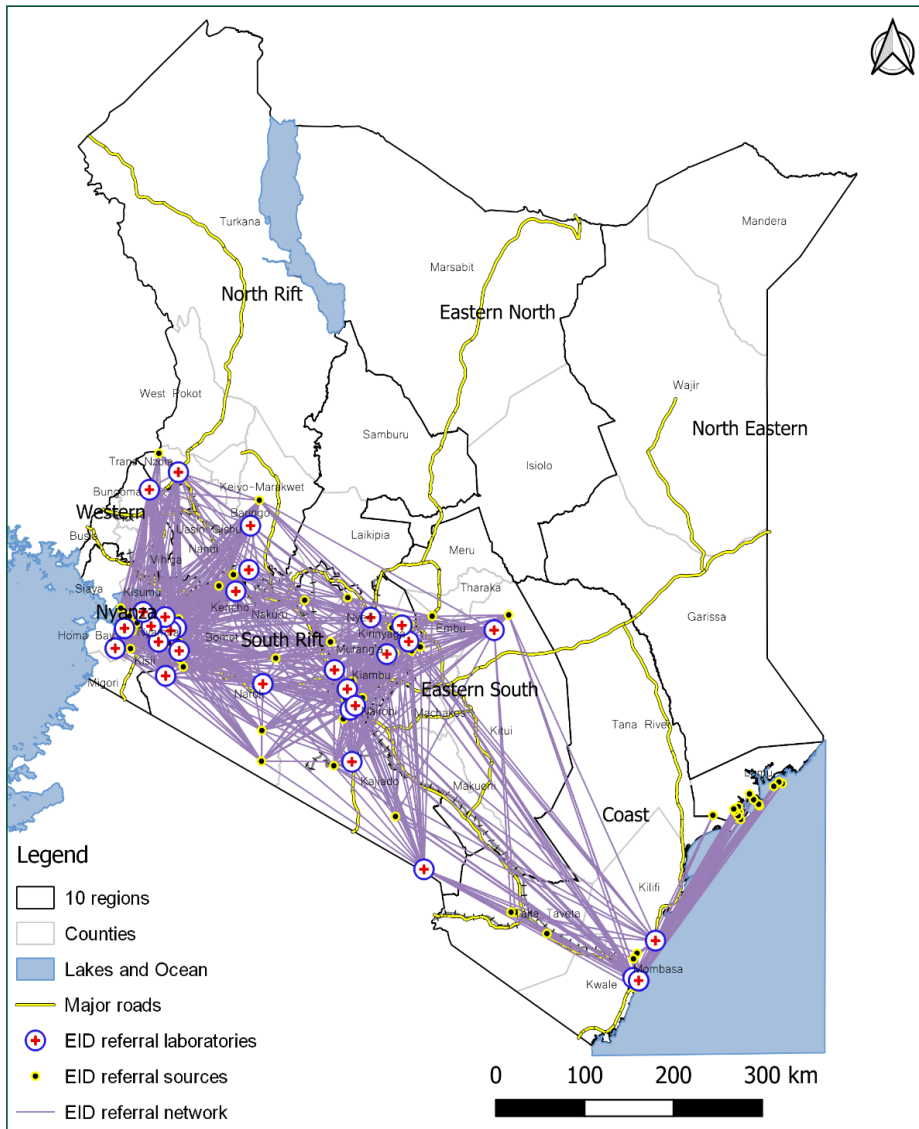 Mandera
Turkana
Marsabit
North Rift
Eastern North
Wajir
West Pokot
Samburu
North Eastern
Isiolo
Trans Nzoia
Bungoma
Keiyo-Marakwet
Western
Baringo
Uasin Gishu
Busia
Nandi
Laikipia
Meru
Vihiga
Tharaka
Siaya
Kisumu
Kericho
Nakuru
Garissa
Nyanza
Nyeri
Embu
Homa Bay
Nyamira
Kirinyaga
Bomet
South Rift
Murang'a
Kisii
Kiambu
Migori
Narok
Eastern South
Nairobi
Machakos
Tana River
Kitui
Lamu
Kajiado
Makueni
Coast
Legend
Kilifi
10 regions
Taita Taveta
Counties
Mombasa
Lakes and Ocean
Kwale
Major roads
EID referral laboratories
EID referral sources
0 100 200 300 km
EID referral network